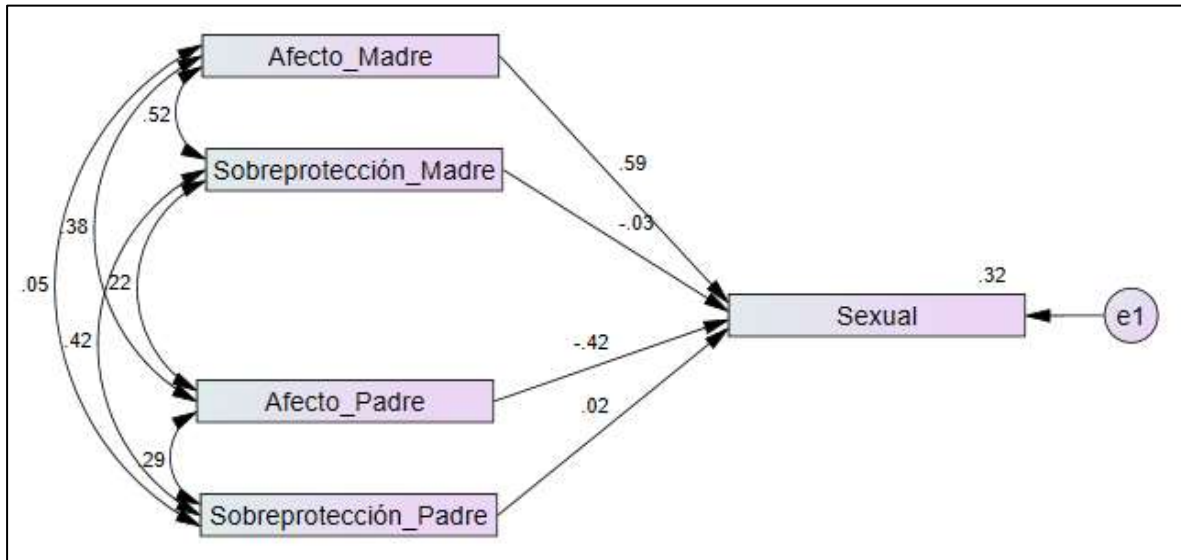 Afecto_Madre
.52
Sobreprotección_Madre
.59
-.03
.38
.05
.22
.42
.32
Sexual
e1
-.42
Afecto_Padre
.02
.29
Sobreprotección_Padre